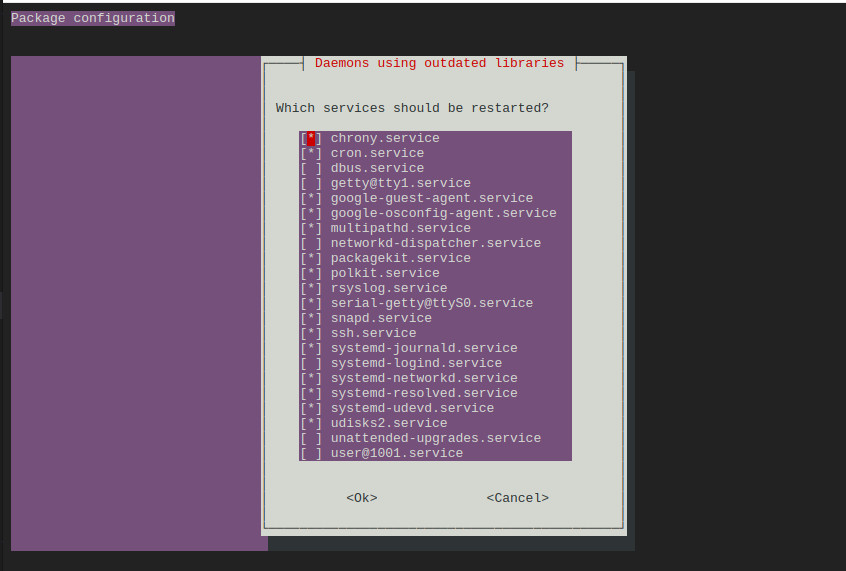 Package configuration
Daemons using outdated libraries
Which services should be restarted?
[*] chrony.service
[*] cron.service
[ ] dbus.service
[ ] getty@tty1.service
[*] google-guest-agent.service
[*] google-osconfig-agent.service
[*] multipathd.service
[ ] networkd-dispatcher.service
[*] packagekit.service
[*] polkit.service
[*] rsyslog.service
[*] serial-getty@ttyS0.service
[*] snapd.service
[*] ssh.service
[*] systemd-journald.service
[ ] systemd-logind.service
[*] systemd-networkd.service
[*] systemd-resolved.service
[*] systemd-udevd.service
[*] udisks2.service
[ ] unattended-upgrades.service
[ ] user@1001.service
<Ok> <Cancel>